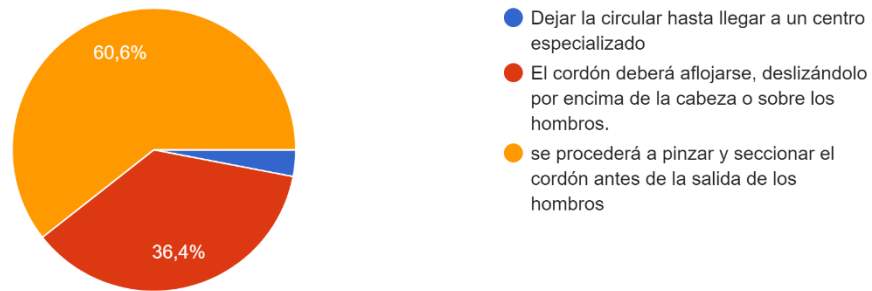 60,6%
36,4%
Dejar la circular hasta llegar a un centro
especializado
El cordón deberá aflojarse, deslizándolo
por encima de la cabeza o sobre los
hombros.
se procederá a pinzar y seccionar el
cordón antes de la salida de los
hombros